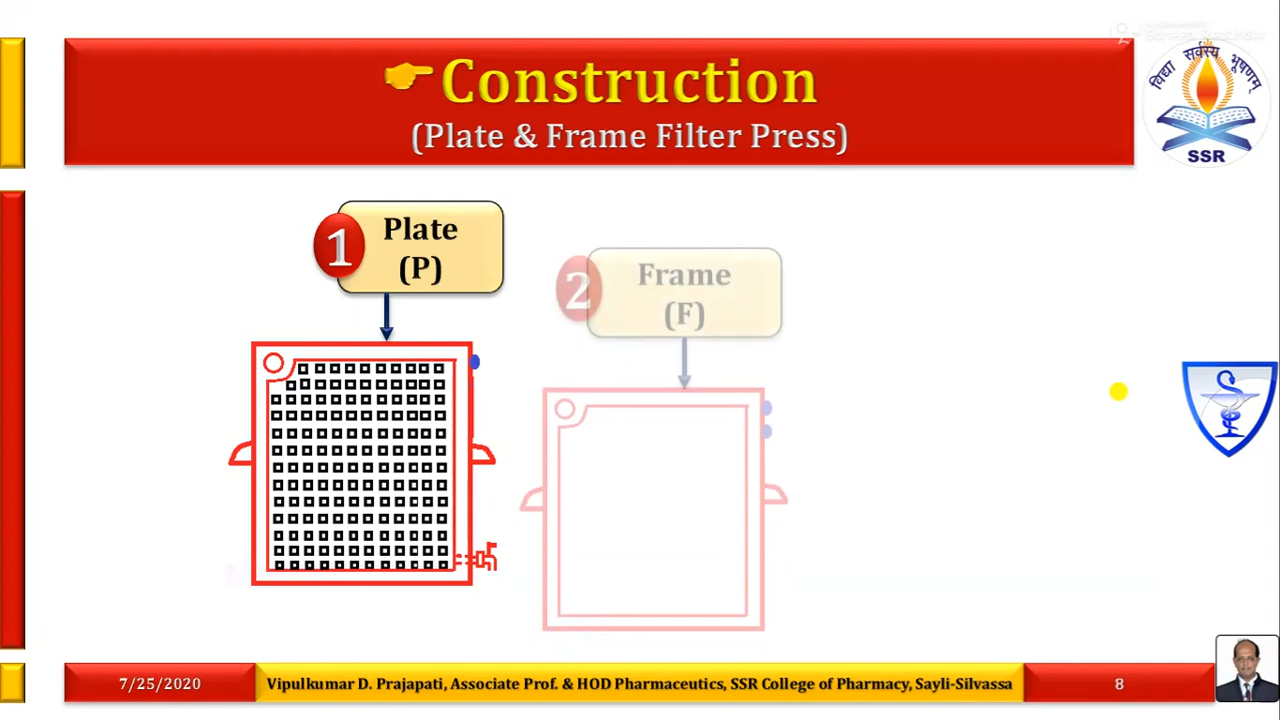 Construction
(Plate & Frame Filter Press)
विद्या सर्वस्य भूषणम्
SSR
1
Plate
(P)
2
Frame
(F)
7/25/2020
Vipulkumar D. Prajapati, Associate Prof. & HOD Pharmaceutics, SSR College of Pharmacy, Sayli-Silvassa
8